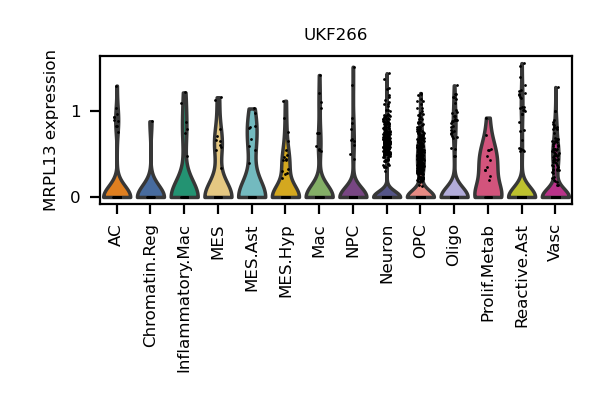 UKF266
MRPL13 expression
1
0
AC
Chromatin.Reg
Inflammatory.Mac
MES
MES.Ast
MES.Hyp
Mac
NPC
Neuron
OPC
Oligo
Prolif.Metab
Reactive.Ast
Vasc